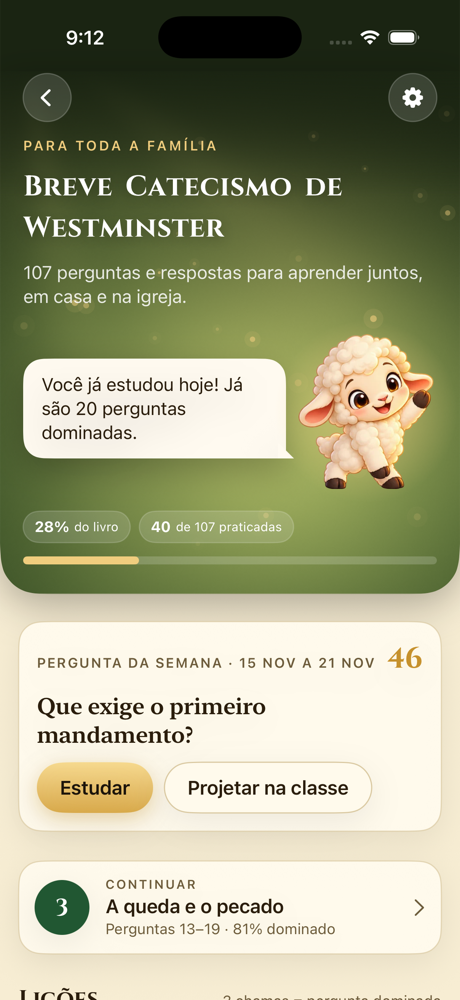 9:12
PARA TODA A FAMÍLIA
Breve Catecismo de
Westminster
107 perguntas e respostas para aprender juntos,
em casa e na igreja.
Você já estudou hoje! Já
são 20 perguntas
dominadas.
28% do livro
40 de 107 praticadas
PERGUNTA DA SEMANA · 15 NOV A 21 NOV 46
Que exige o primeiro
mandamento?
Estudar
Projetar na classe
3
CONTINUAR
A queda e o pecado
Perguntas 13–19 · 81% dominado
Lições